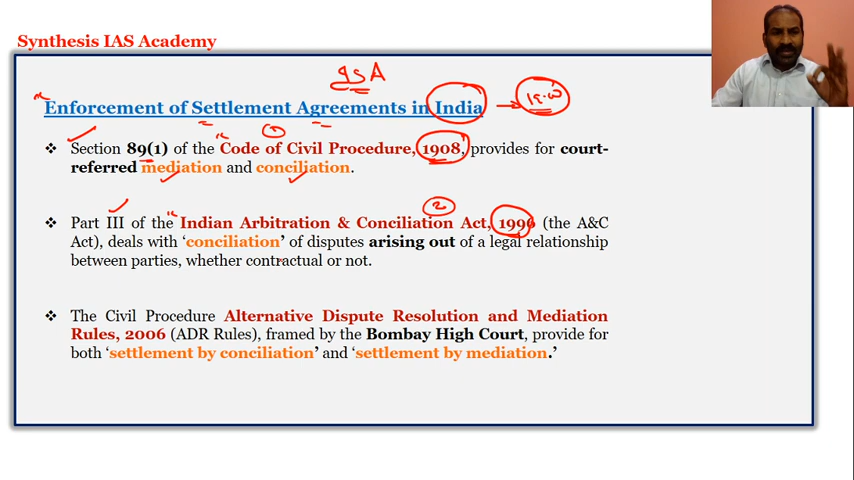 Synthesis IAS Academy
Enforcement of Settlement Agreements in India
❖ Section 89(1) of the Code of Civil Procedure, 1908, provides for court-
referred mediation and conciliation.
❖ Part III of the Indian Arbitration & Conciliation Act, 1996 (the A&C
Act), deals with ‘conciliation’ of disputes arising out of a legal relationship
between parties, whether contractual or not.
❖ The Civil Procedure Alternative Dispute Resolution and Mediation
Rules, 2006 (ADR Rules), framed by the Bombay High Court, provide for
both ‘settlement by conciliation’ and ‘settlement by mediation.’